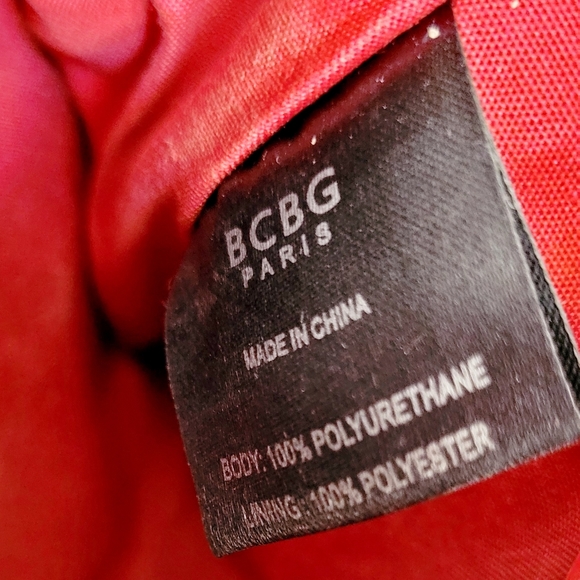 BCBG
PARIS
MADE IN CHINA
BODY: 100% POLYURETHANE
LINING: 100% POLYESTER